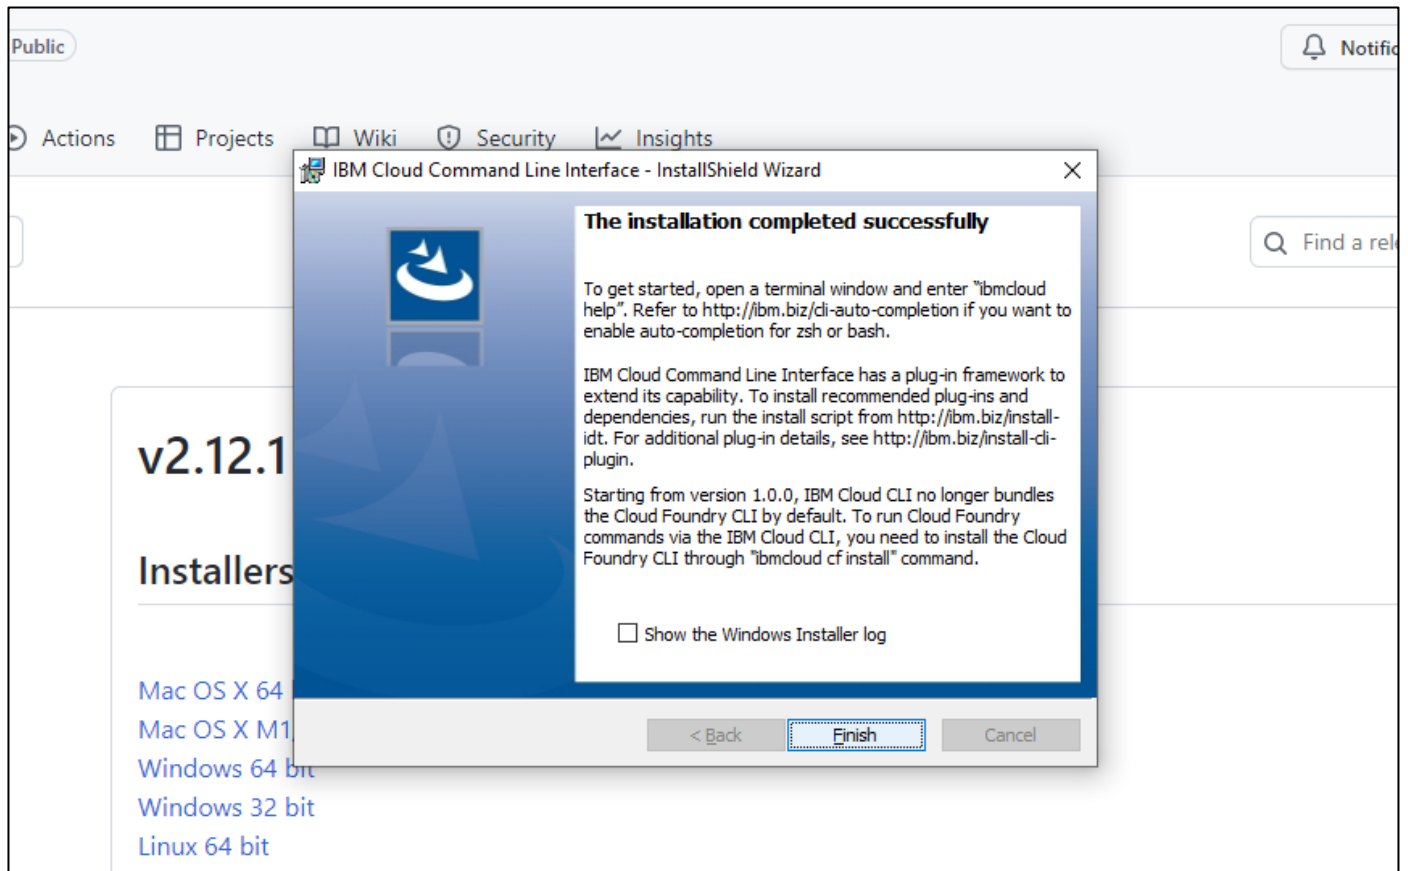 Public
Notific
Actions
Projects
Wiki
Security
Insights
IBM Cloud Command Line Interface - InstallShield Wizard
Find a rele
The installation completed successfully
To get started, open a terminal window and enter "ibmcloud
help". Refer to http://ibm.biz/cli-auto-completion if you want to
enable auto-completion for zsh or bash.
IBM Cloud Command Line Interface has a plug-in framework to
extend its capability. To install recommended plug-ins and
dependencies, run the install script from http://ibm.biz/install-
idt. For additional plug-in details, see http://ibm.biz/install-cli-
plugin.
Starting from version 1.0.0, IBM Cloud CLI no longer bundles
the Cloud Foundry CLI by default. To run Cloud Foundry
commands via the IBM Cloud CLI, you need to install the Cloud
Foundry CLI through "ibmcloud cf install" command.
Show the Windows Installer log
< Back
Finish
Cancel
v2.12.1
Installers
Mac OS X 64
Mac OS X M1
Windows 64 bit
Windows 32 bit
Linux 64 bit